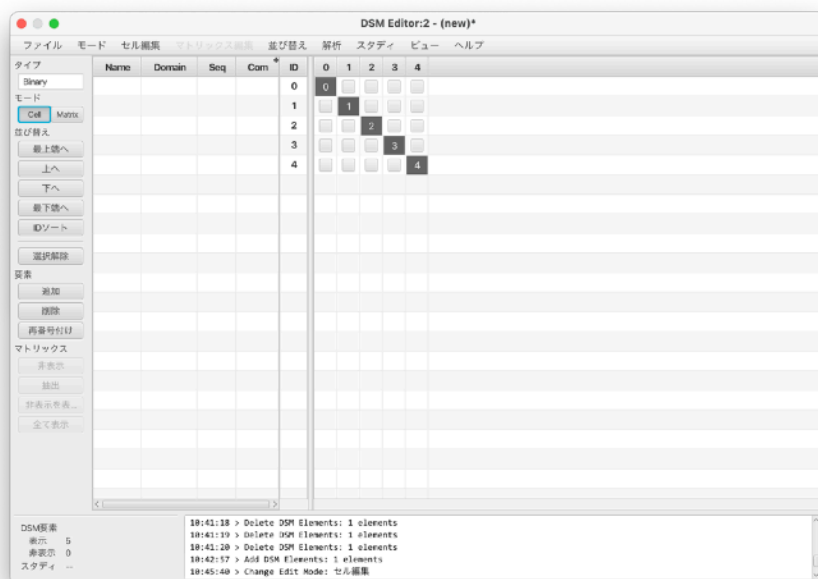 DSM Editor:2 - (new)*
ファイル モード セル編集 マトリックス編集 並び替え 解析 スタディ ビュー ヘルプ
タイプ
Binary
モード
Cell Matrix
並び替え
最上端へ
上へ
下へ
最下端へ
IDソート
選択解除
要素
追加
削除
再番号付け
マトリックス
非表示
抽出
非表示を表...
全て表示
Name Domain Seq Com ID 0 1 2 3 4
0 0
1 1
2 2
3 3
4 4
DSM要素
表示 5
非表示 0
スタディ --
10:41:18 > Delete DSM Elements: 1 elements
10:41:19 > Delete DSM Elements: 1 elements
10:41:20 > Delete DSM Elements: 1 elements
10:42:57 > Add DSM Elements: 1 elements
10:45:40 > Change Edit Mode: セル編集